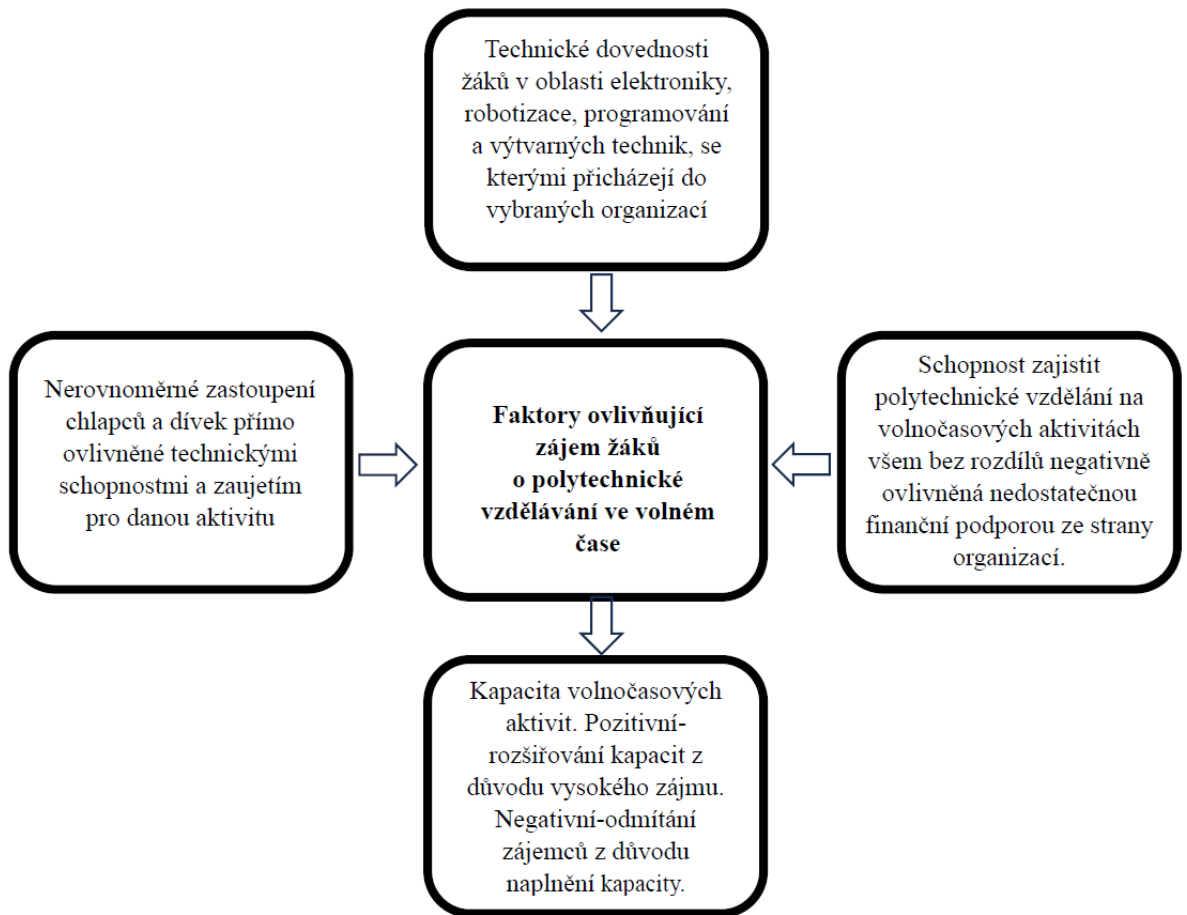 Technické dovednosti
žáků v oblasti elektroniky,
robotizace, programování
a výtvarných technik, se
kterými přicházejí do
vybraných organizací
Nerovnoměrné zastoupení
chlapců a dívek přímo
ovlivněné technickými
schopnostmi a zaujetím
pro danou aktivitu
Faktory ovlivňující
zájem žáků
o polytechnické
vzdělávání ve volném
čase
Schopnost zajistit
polytechnické vzdělání na
volnočasových aktivitách
všem bez rozdílů negativně
ovlivněná nedostatečnou
finanční podporou ze strany
organizací.
Kapacita volnočasových
aktivit. Pozitivní-
rozšiřování kapacit z
důvodu vysokého zájmu.
Negativní-odmítání
zájemců z důvodu
naplnění kapacity.